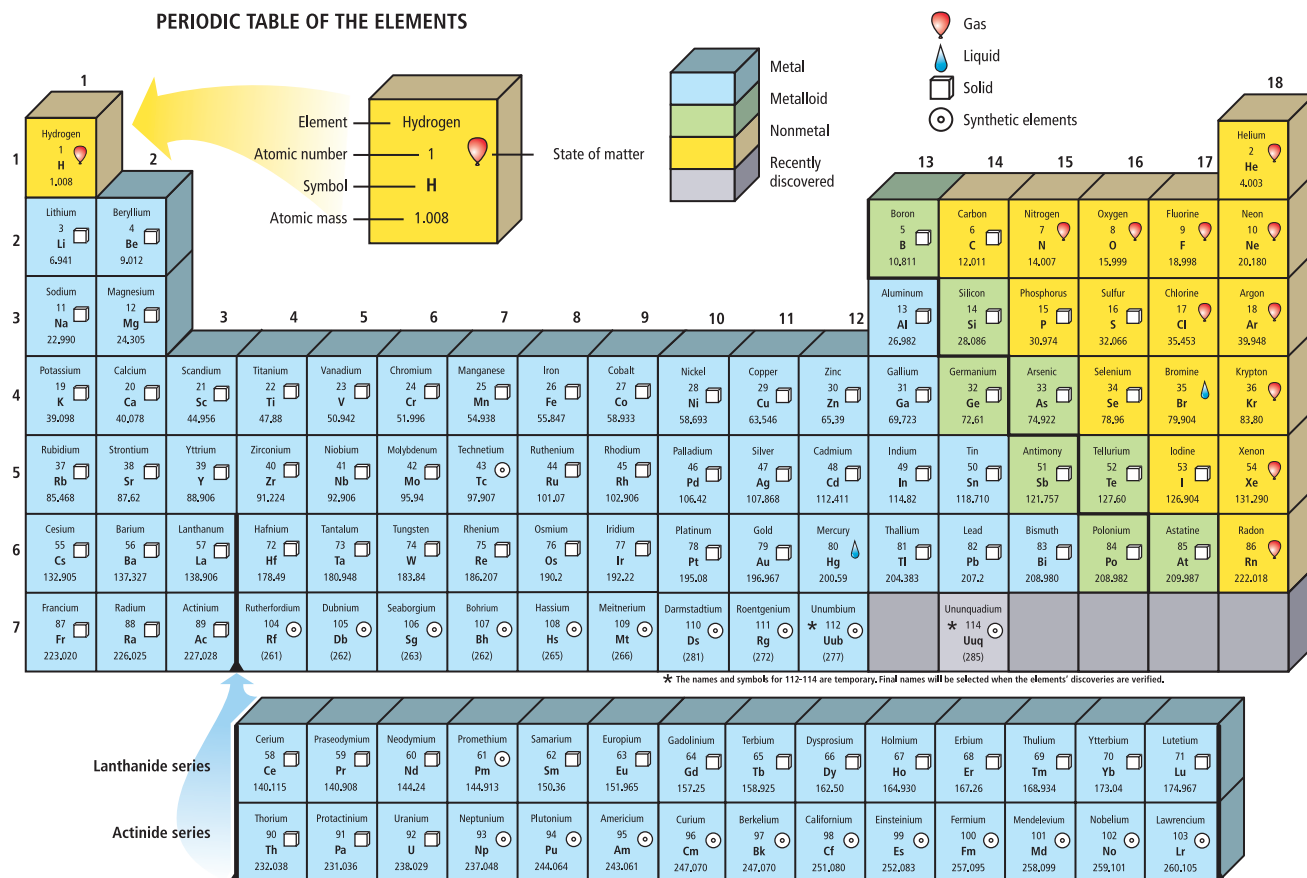 PERIODIC TABLE OF THE ELEMENTS
Gas
Liquid
Solid
Synthetic elements
Metal
Metalloid
Nonmetal
Recently
discovered
Element
Hydrogen
Atomic number
1
State of matter
Symbol
H
Atomic mass
1.008
1 18
2 13 14 15 16 17
3 4 5 6 7 8 9 10 11 12
1
Hydrogen Helium
1 2
H He
1.008 4.003
2
Lithium Beryllium Boron Carbon Nitrogen Oxygen Fluorine Neon
3 4 5 6 7 8 9 10
Li Be B C N O F Ne
6.941 9.012 10.811 12.011 14.007 15.999 18.998 20.180
3
Sodium Magnesium Aluminum Silicon Phosphorus Sulfur Chlorine Argon
11 12 13 14 15 16 17 18
Na Mg Al Si P S Cl Ar
22.990 24.305 26.982 28.086 30.974 32.066 35.453 39.948
4
Potassium Calcium Scandium Titanium Vanadium Chromium Manganese Iron Cobalt Nickel Copper Zinc Gallium Germanium Arsenic Selenium Bromine Krypton
19 20 21 22 23 24 25 26 27 28 29 30 31 32 33 34 35 36
K Ca Sc Ti V Cr Mn Fe Co Ni Cu Zn Ga Ge As Se Br Kr
39.098 40.078 44.956 47.88 50.942 51.996 54.938 55.847 58.933 58.693 63.546 65.39 69.723 72.61 74.922 78.96 79.904 83.80
5
Rubidium Strontium Yttrium Zirconium Niobium Molybdenum Technetium Ruthenium Rhodium Palladium Silver Cadmium Indium Tin Antimony Tellurium Iodine Xenon
37 38 39 40 41 42 43 44 45 46 47 48 49 50 51 52 53 54
Rb Sr Y Zr Nb Mo Tc Ru Rh Pd Ag Cd In Sn Sb Te I Xe
85.468 87.62 88.906 91.224 92.906 95.94 97.907 101.07 102.906 106.42 107.868 112.411 114.82 118.710 121.757 127.60 126.904 131.290
6
Cesium Barium Lanthanum Hafnium Tantalum Tungsten Rhenium Osmium Iridium Platinum Gold Mercury Thallium Lead Bismuth Polonium Astatine Radon
55 56 57 72 73 74 75 76 77 78 79 80 81 82 83 84 85 86
Cs Ba La Hf Ta W Re Os Ir Pt Au Hg Tl Pb Bi Po At Rn
132.905 137.327 138.906 178.49 180.948 183.84 186.207 190.2 192.22 195.08 196.967 200.59 204.383 207.2 208.980 208.982 209.987 222.018
7
Francium Radium Actinium Rutherfordium Dubnium Seaborgium Bohrium Hassium Meitnerium Darmstadtium Roentgenium Unumbium Ununquadium
87 88 89 104 105 106 107 108 109 110 111 * 112 * 114
Fr Ra Ac Rf Db Sg Bh Hs Mt Ds Rg Uub Uuq
223.020 226.025 227.028 (261) (262) (263) (262) (265) (266) (281) (272) (277) (285)
* The names and symbols for 112-114 are temporary. Final names will be selected when the elements' discoveries are verified.
Lanthanide series
Cerium Praseodymium Neodymium Promethium Samarium Europium Gadolinium Terbium Dysprosium Holmium Erbium Thulium Ytterbium Lutetium
58 59 60 61 62 63 64 65 66 67 68 69 70 71
Ce Pr Nd Pm Sm Eu Gd Tb Dy Ho Er Tm Yb Lu
140.115 140.908 144.24 144.913 150.36 151.965 157.25 158.925 162.50 164.930 167.26 168.934 173.04 174.967
Actinide series
Thorium Protactinium Uranium Neptunium Plutonium Americium Curium Berkelium Californium Einsteinium Fermium Mendelevium Nobelium Lawrencium
90 91 92 93 94 95 96 97 98 99 100 101 102 103
Th Pa U Np Pu Am Cm Bk Cf Es Fm Md No Lr
232.038 231.036 238.029 237.048 244.064 243.061 247.070 247.070 251.080 252.083 257.095 258.099 259.101 260.105